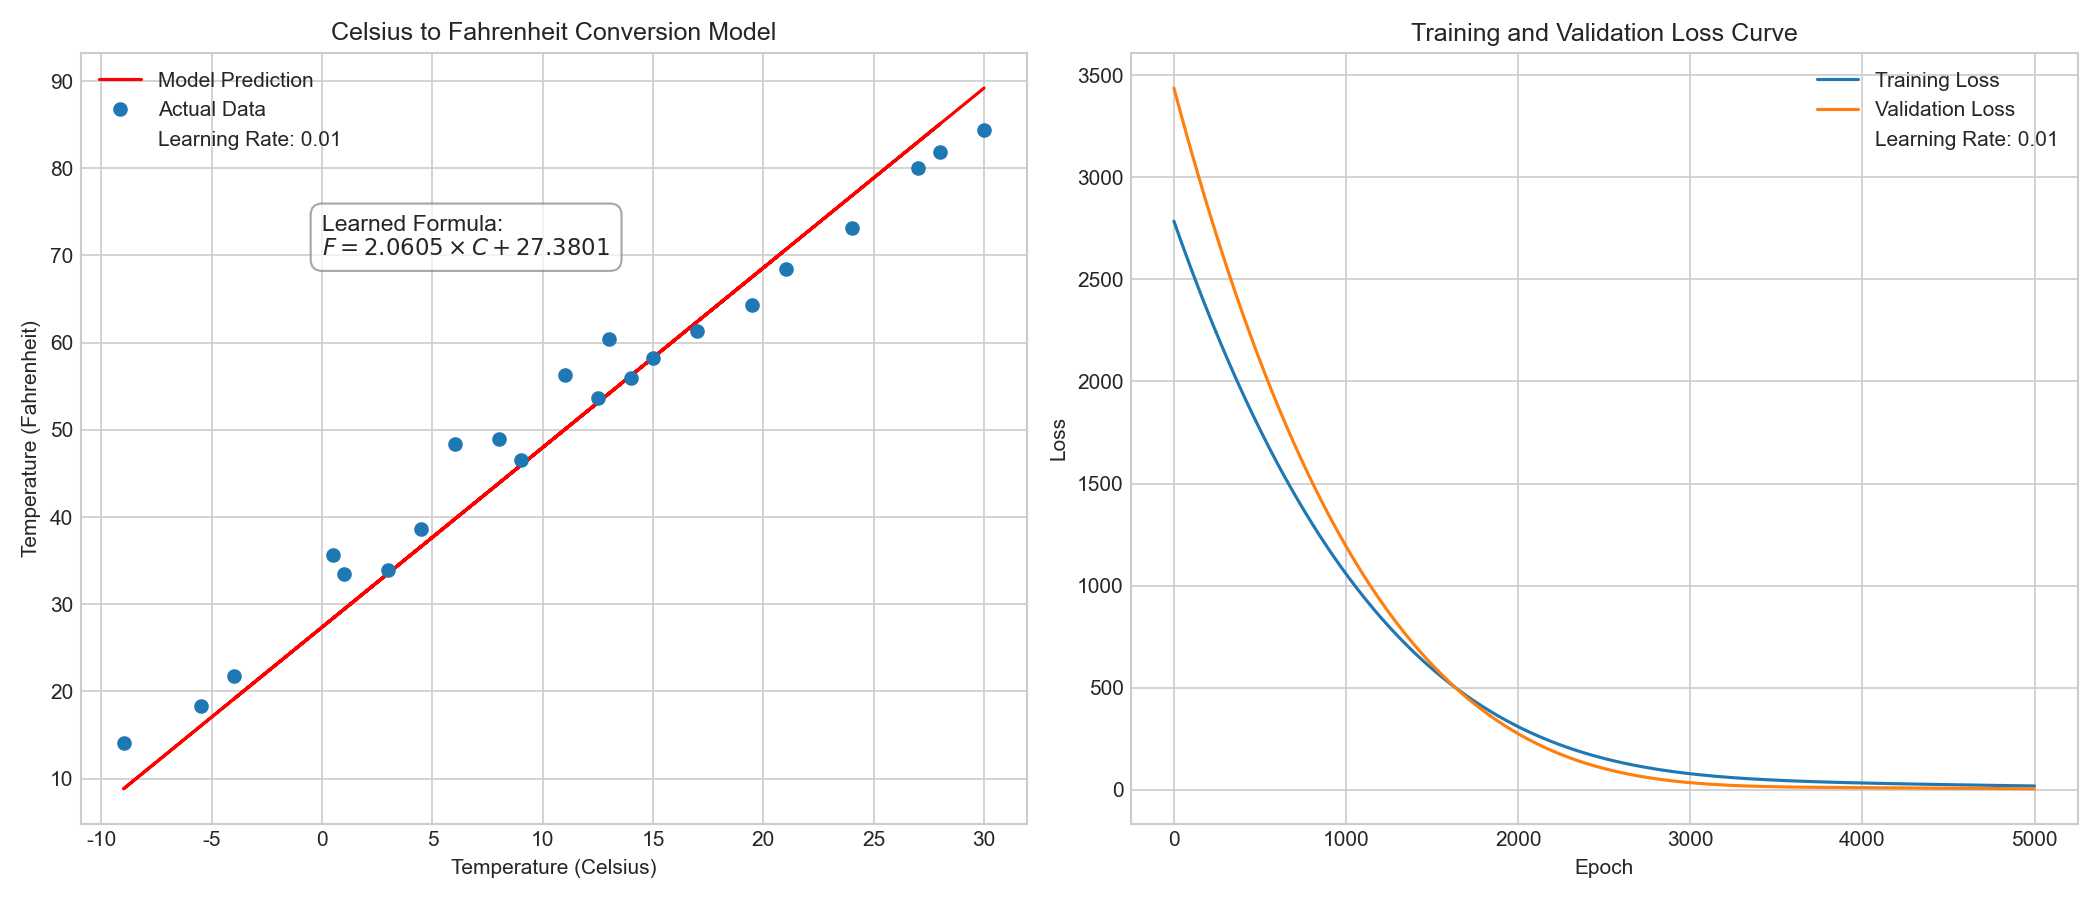 Celsius to Fahrenheit Conversion Model
Model Prediction
Actual Data
Learning Rate: 0.01
Learned Formula:
F = 2.0605 × C + 27.3801
90
80
70
60
50
40
30
20
10
Temperature (Fahrenheit)
-10 -5 0 5 10 15 20 25 30
Temperature (Celsius)
Training and Validation Loss Curve
Training Loss
Validation Loss
Learning Rate: 0.01
3500
3000
2500
2000
1500
1000
500
0
Loss
0 1000 2000 3000 4000 5000
Epoch